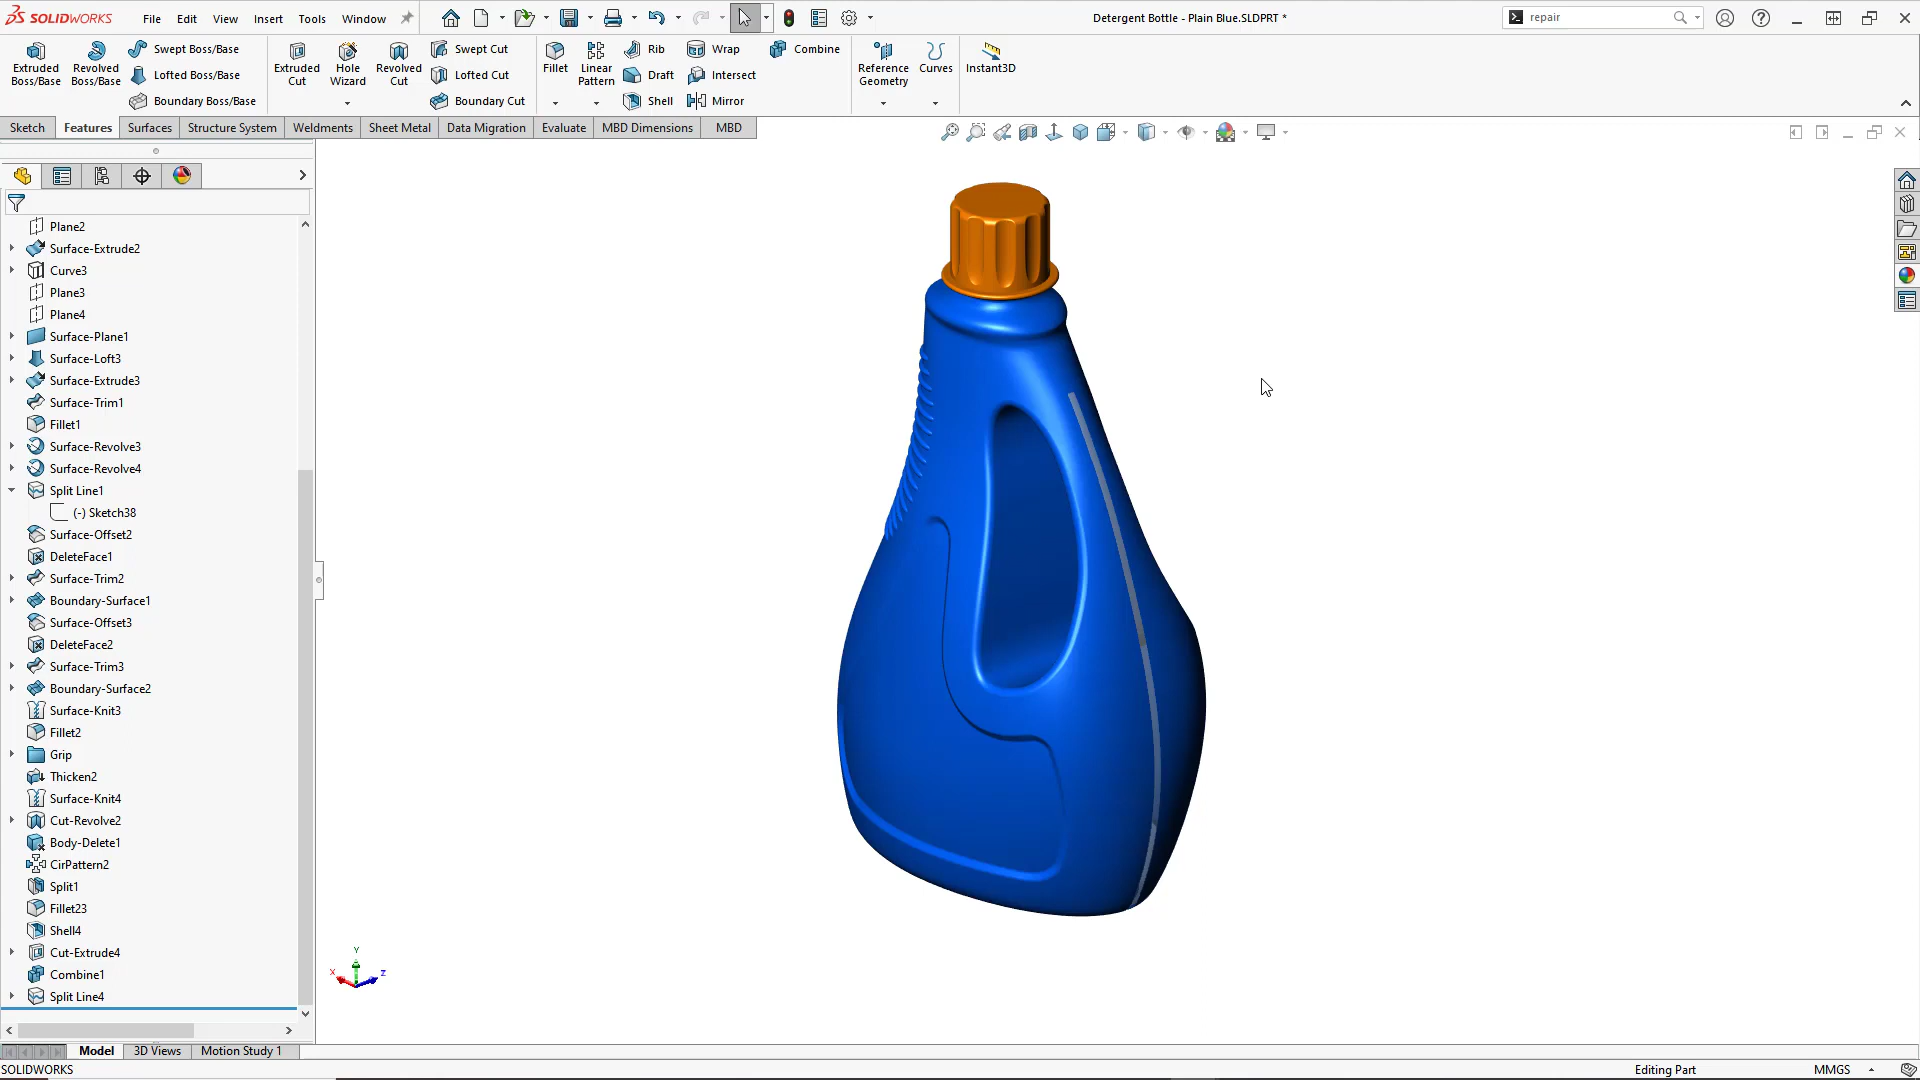 SOLIDWORKS File Edit View Insert Tools Window Detergent Bottle - Plain Blue.SLDPRT * repair
Extruded Boss/Base
Revolved Boss/Base
Swept Boss/Base
Lofted Boss/Base
Boundary Boss/Base
Extruded Cut
Hole Wizard
Revolved Cut
Swept Cut
Lofted Cut
Boundary Cut
Fillet
Linear Pattern
Rib
Draft
Shell
Wrap
Intersect
Mirror
Combine
Reference Geometry
Curves
Instant3D
Sketch Features Surfaces Structure System Weldments Sheet Metal Data Migration Evaluate MBD Dimensions MBD
Plane2
Surface-Extrude2
Curve3
Plane3
Plane4
Surface-Plane1
Surface-Loft3
Surface-Extrude3
Surface-Trim1
Fillet1
Surface-Revolve3
Surface-Revolve4
Split Line1
(-) Sketch38
Surface-Offset2
DeleteFace1
Surface-Trim2
Boundary-Surface1
Surface-Offset3
DeleteFace2
Surface-Trim3
Boundary-Surface2
Surface-Knit3
Fillet2
Grip
Thicken2
Surface-Knit4
Cut-Revolve2
Body-Delete1
CirPattern2
Split1
Fillet23
Shell4
Cut-Extrude4
Combine1
Split Line4
Y
X Z
Model 3D Views Motion Study 1
SOLIDWORKS Editing Part MMGS